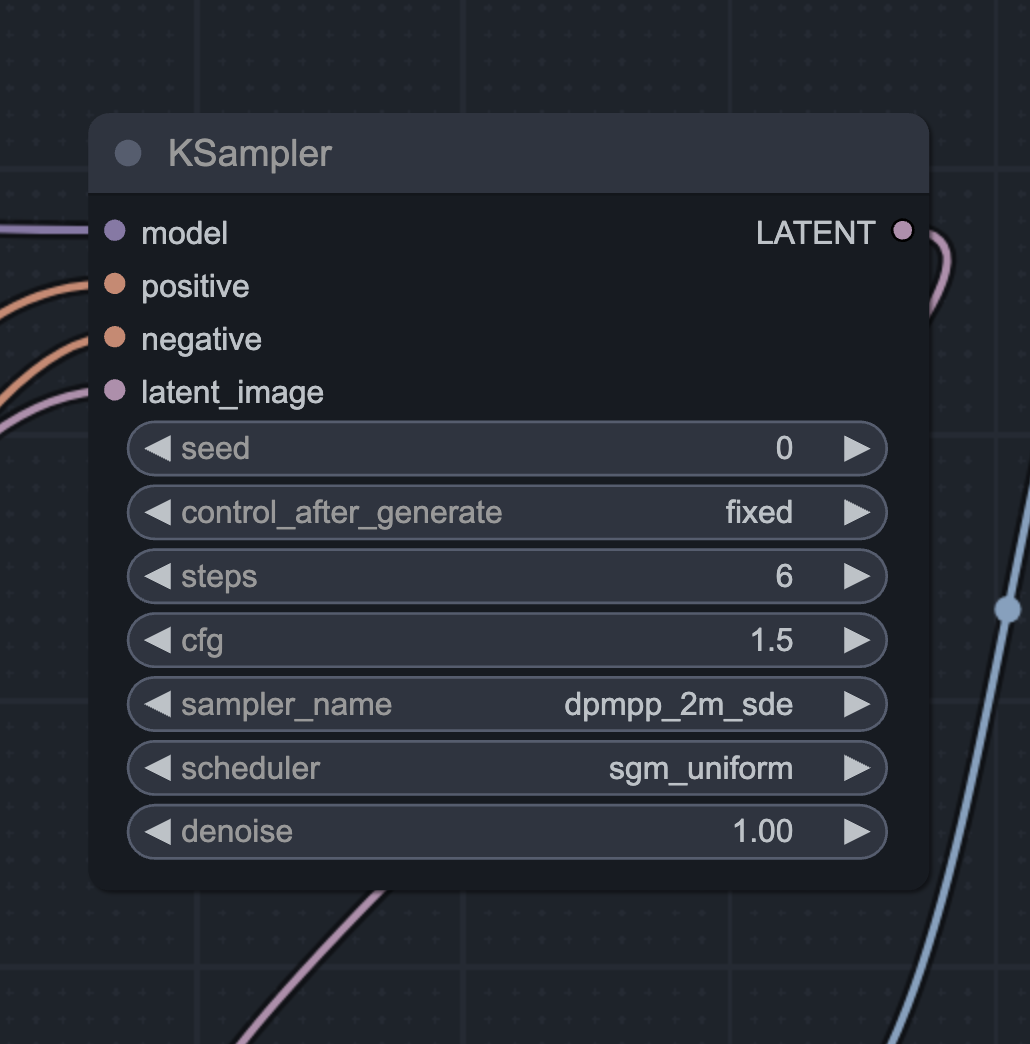 KSampler
model LATENT
positive
negative
latent_image
seed 0
control_after_generate fixed
steps 6
cfg 1.5
sampler_name dpmpp_2m_sde
scheduler sgm_uniform
denoise 1.00